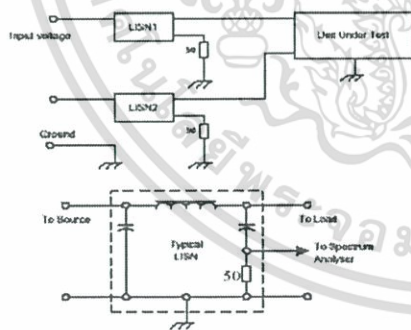 LISN1
Input voltage
50
Unit Under Test
LISN2
50
Ground
To Source
To Load
Typical
LISN
To Spectrum
Analyser
50